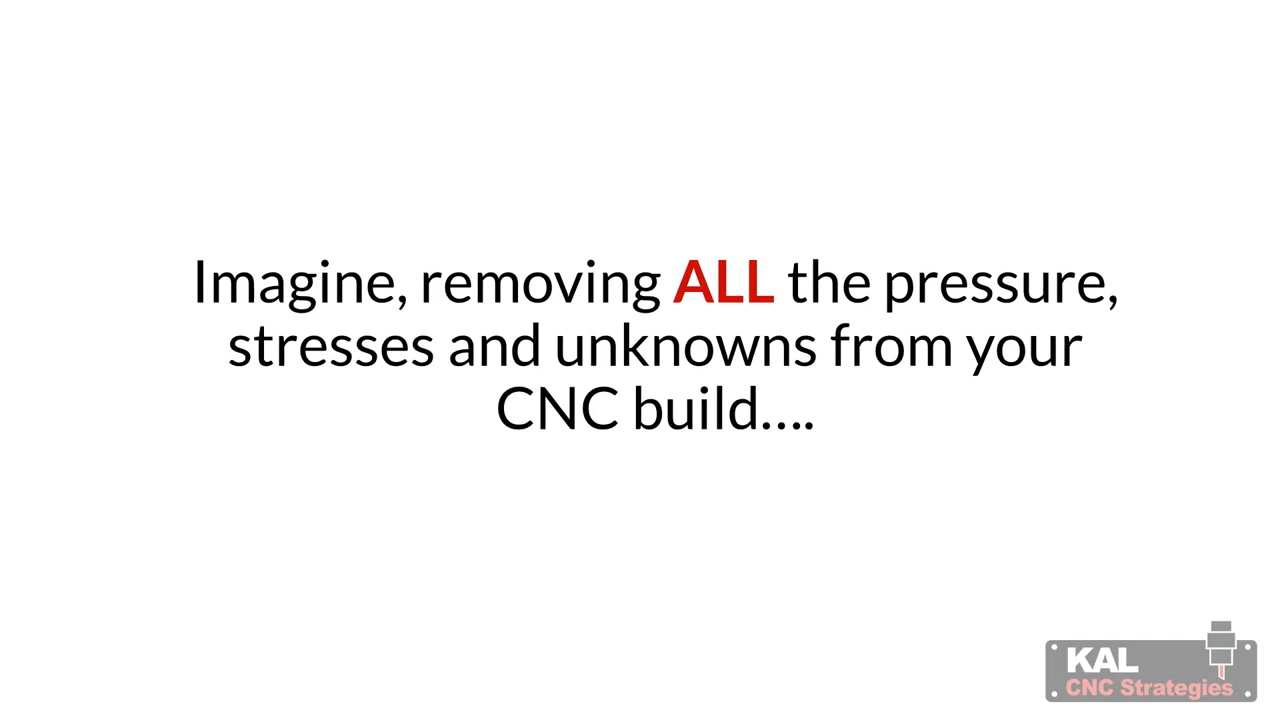 Imagine, removing ALL the pressure,
stresses and unknowns from your
CNC build....
KAL
CNC Strategies